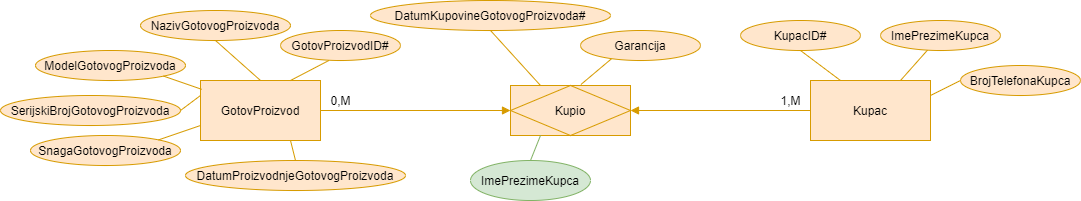 DatumKupovineGotovogProizvoda#
NazivGotovogProizvoda
GotovProizvodID#
Garancija
KupacID#
ImePrezimeKupca
ModelGotovogProizvoda
BrojTelefonaKupca
SerijskiBrojGotovogProizvoda
GotovProizvod
0,M
Kupio
1,M
Kupac
SnagaGotovogProizvoda
DatumProizvodnjeGotovogProizvoda
ImePrezimeKupca